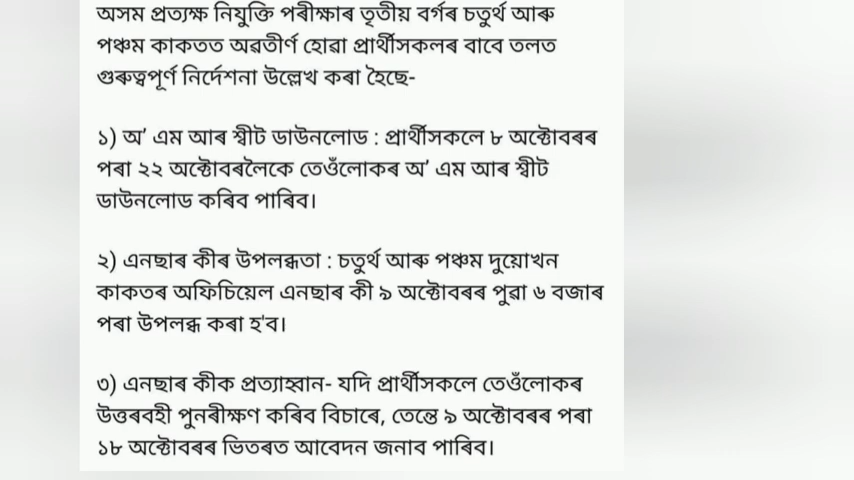 অসম প্ৰত্যক্ষ নিযুক্তি পৰীক্ষাৰ তৃতীয় বৰ্গৰ চতুৰ্থ আৰু
পঞ্চম কাকতত অৱতীৰ্ণ হোৱা প্ৰাৰ্থীসকলৰ বাবে তলত
গুৰুত্বপূৰ্ণ নিৰ্দেশনা উল্লেখ কৰা হৈছে-
১) অ’ এম আৰ শ্বীট ডাউনলোড : প্ৰাৰ্থীসকলে ৮ অক্টোবৰৰ
পৰা ২২ অক্টোবৰলৈকে তেওঁলোকৰ অ’ এম আৰ শ্বীট
ডাউনলোড কৰিব পাৰিব।
২) এনছাৰ কীৰ উপলব্ধতা : চতুৰ্থ আৰু পঞ্চম দুয়োখন
কাকতৰ অফিচিয়েল এনছাৰ কী ৯ অক্টোবৰৰ পুৱা ৬ বজাৰ
পৰা উপলব্ধ কৰা হ'ব।
৩) এনছাৰ কীক প্ৰত্যাহ্বান- যদি প্ৰাৰ্থীসকলে তেওঁলোকৰ
উত্তৰবহী পুনৰীক্ষণ কৰিব বিচাৰে, তেন্তে ৯ অক্টোবৰৰ পৰা
১৮ অক্টোবৰৰ ভিতৰত আবেদন জনাব পাৰিব।